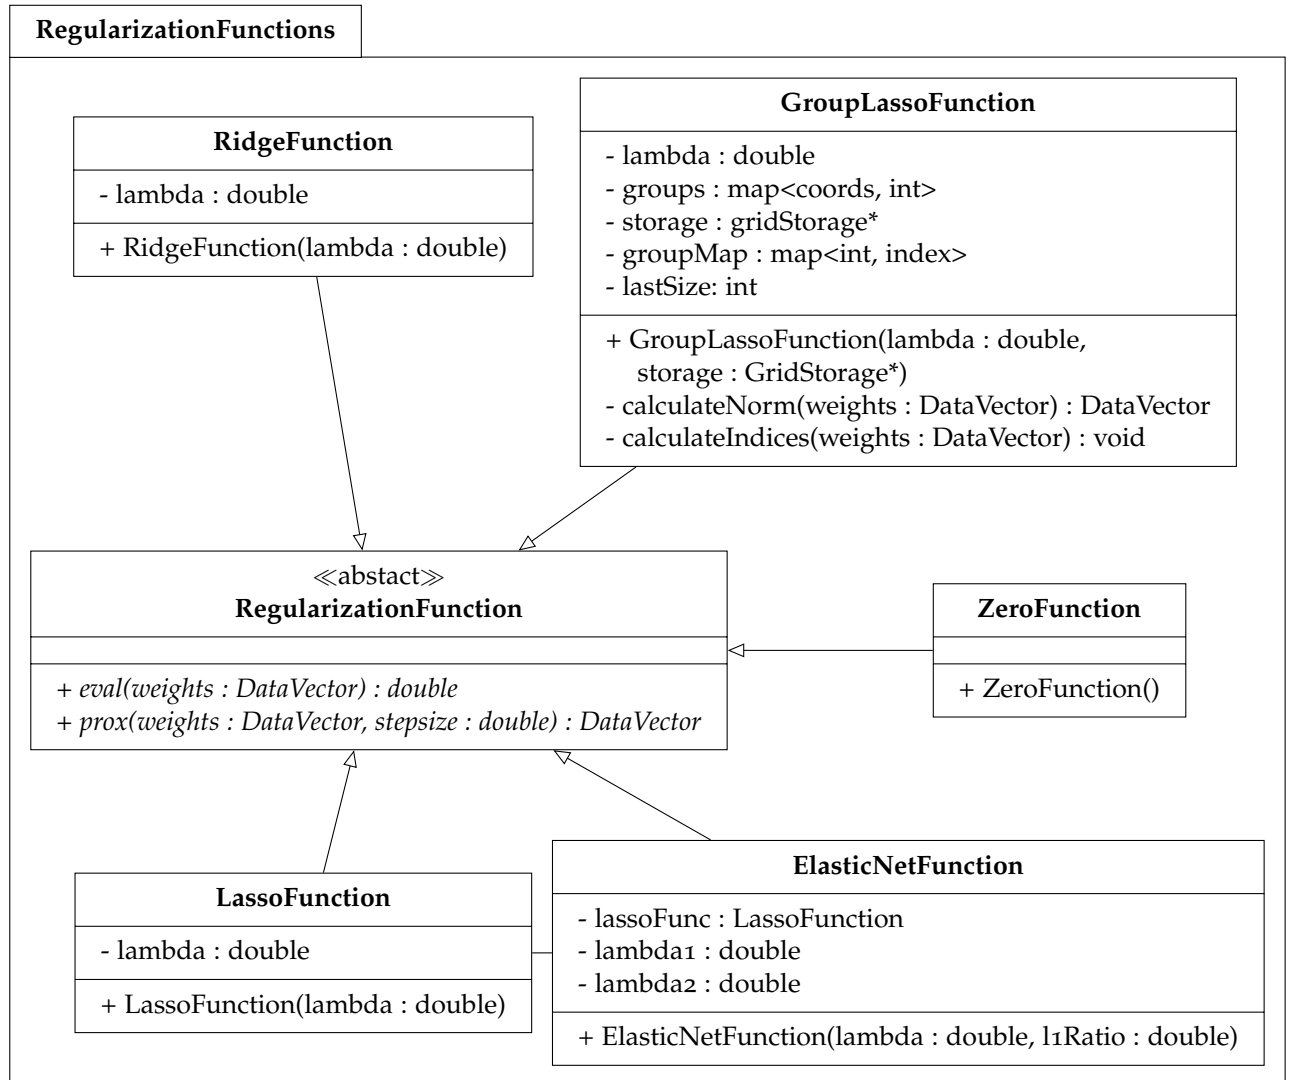 RegularizationFunctions
RidgeFunction
- lambda : double
+ RidgeFunction(lambda : double)
GroupLassoFunction
- lambda : double
- groups : map<coords, int>
- storage : gridStorage*
- groupMap : map<int, index>
- lastSize: int
+ GroupLassoFunction(lambda : double,
storage : GridStorage*)
- calculateNorm(weights : DataVector) : DataVector
- calculateIndices(weights : DataVector) : void
≪abstact≫
RegularizationFunction
+ eval(weights : DataVector) : double
+ prox(weights : DataVector, stepsize : double) : DataVector
ZeroFunction
+ ZeroFunction()
LassoFunction
- lambda : double
+ LassoFunction(lambda : double)
ElasticNetFunction
- lassoFunc : LassoFunction
- lambda1 : double
- lambda2 : double
+ ElasticNetFunction(lambda : double, l1Ratio : double)